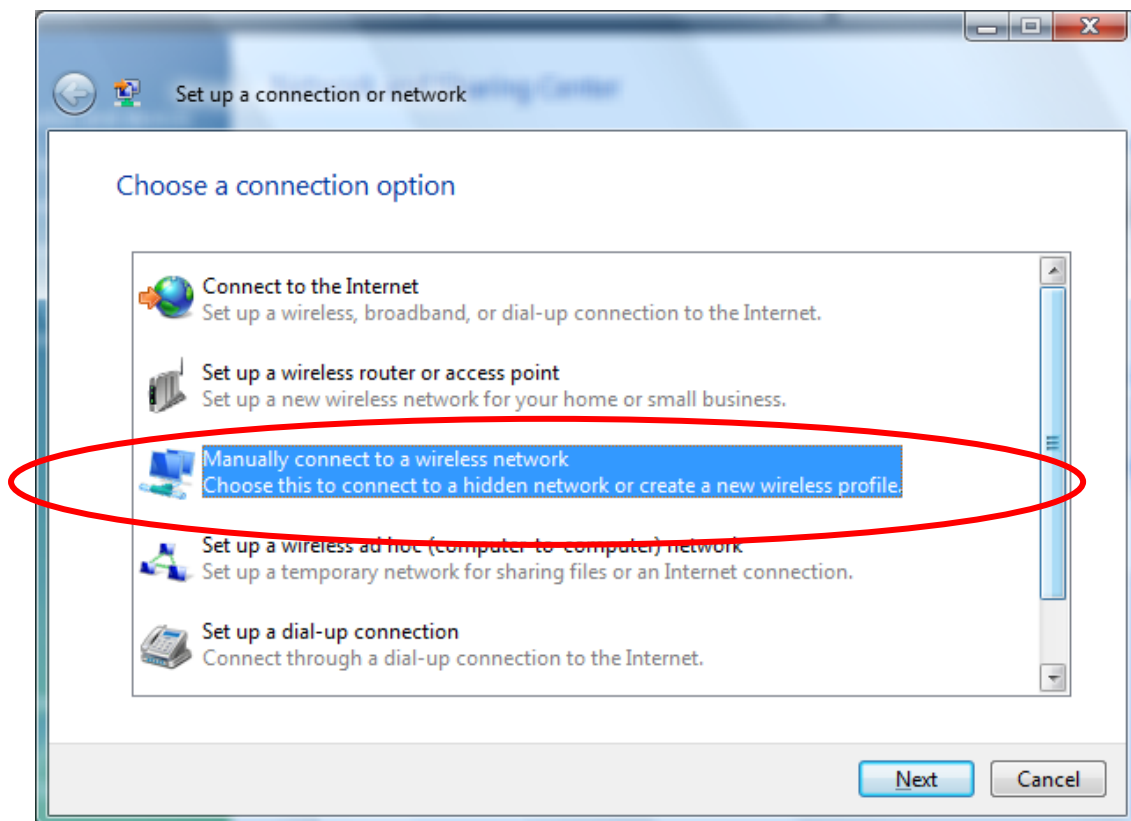 Set up a connection or network
Choose a connection option
Connect to the Internet
Set up a wireless, broadband, or dial-up connection to the Internet.
Set up a wireless router or access point
Set up a new wireless network for your home or small business.
Manually connect to a wireless network
Choose this to connect to a hidden network or create a new wireless profile.
Set up a wireless ad hoc (computer-to-computer) network
Set up a temporary network for sharing files or an Internet connection.
Set up a dial-up connection
Connect through a dial-up connection to the Internet.
Next
Cancel